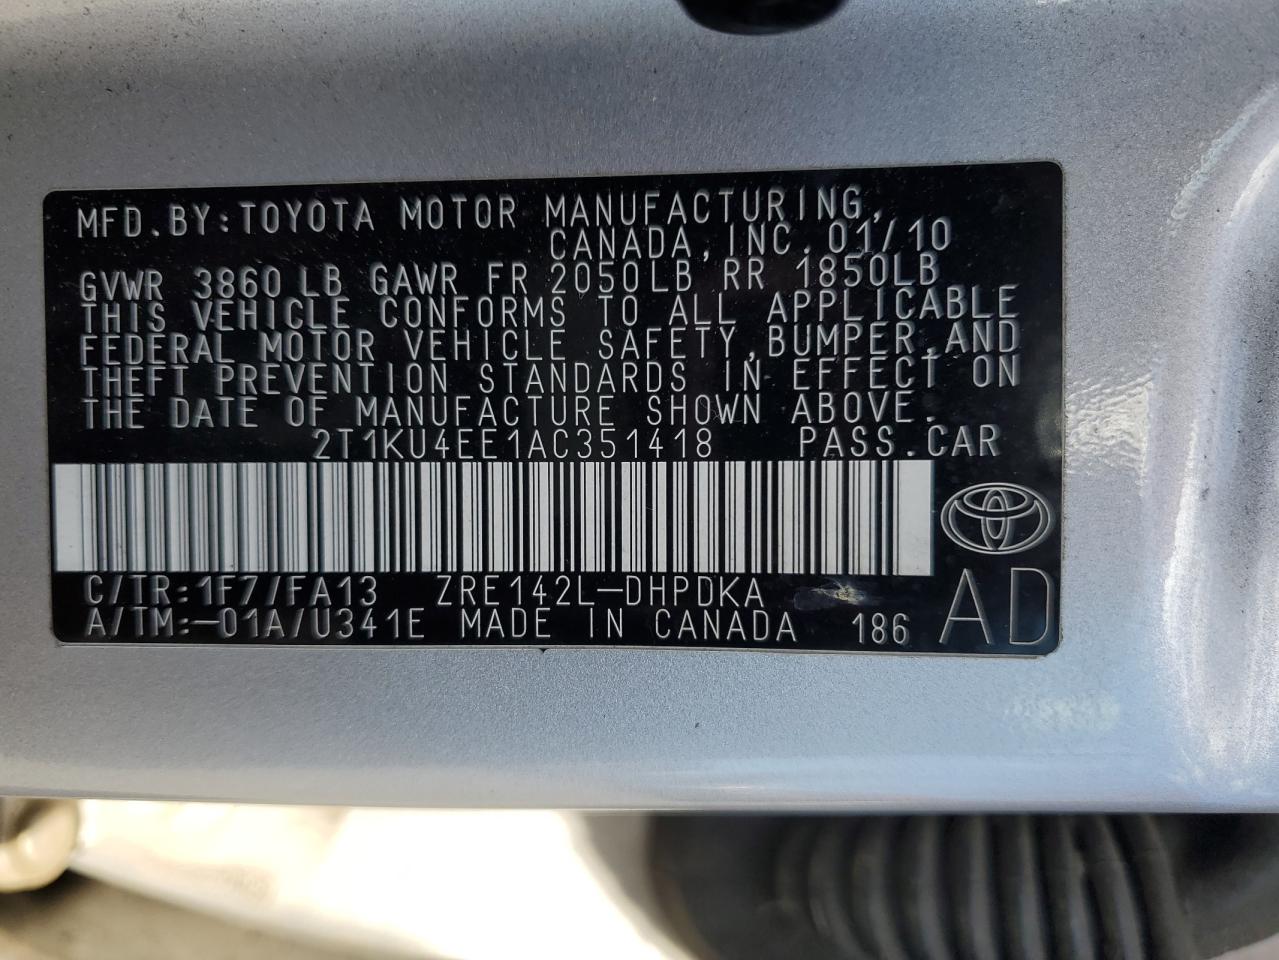 MFD.BY:TOYOTA MOTOR MANUFACTURING,
CANADA,INC.01/10
GVWR 3860LB GAWR FR 2050LB RR 1850LB
THIS VEHICLE CONFORMS TO ALL APPLICABLE
FEDERAL MOTOR VEHICLE SAFETY,BUMPER,AND
THEFT PREVENTION STANDARDS IN EFFECT ON
THE DATE OF MANUFACTURE SHOWN ABOVE.
2T1KU4EE1AC351418 PASS.CAR
C/TR:1F7/FA13 ZRE142L-DHPDKA
A/TM:-01A/U341E MADE IN CANADA 186 AD